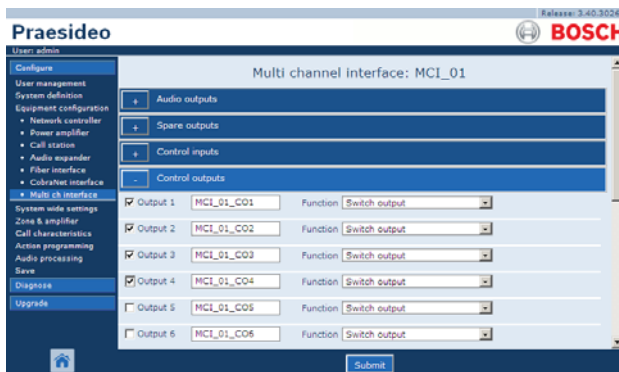 Release: 3.40.3024
Praesideo
BOSCH
User: admin
Configure
User management
System definition
Equipment configuration
• Network controller
• Power amplifier
• Call station
• Audio expander
• Fiber interface
• CobraNet interface
• Multi ch interface
System wide settings
Zone & amplifier
Call characteristics
Action programming
Audio processing
Save
Diagnose
Upgrade
Multi channel interface: MCI_01
+ Audio outputs
+ Spare outputs
+ Control inputs
- Control outputs
Output 1 MCI_01_CO1 Function Switch output
Output 2 MCI_01_CO2 Function Switch output
Output 3 MCI_01_CO3 Function Switch output
Output 4 MCI_01_CO4 Function Switch output
Output 5 MCI_01_CO5 Function Switch output
Output 6 MCI_01_CO6 Function Switch output
Submit